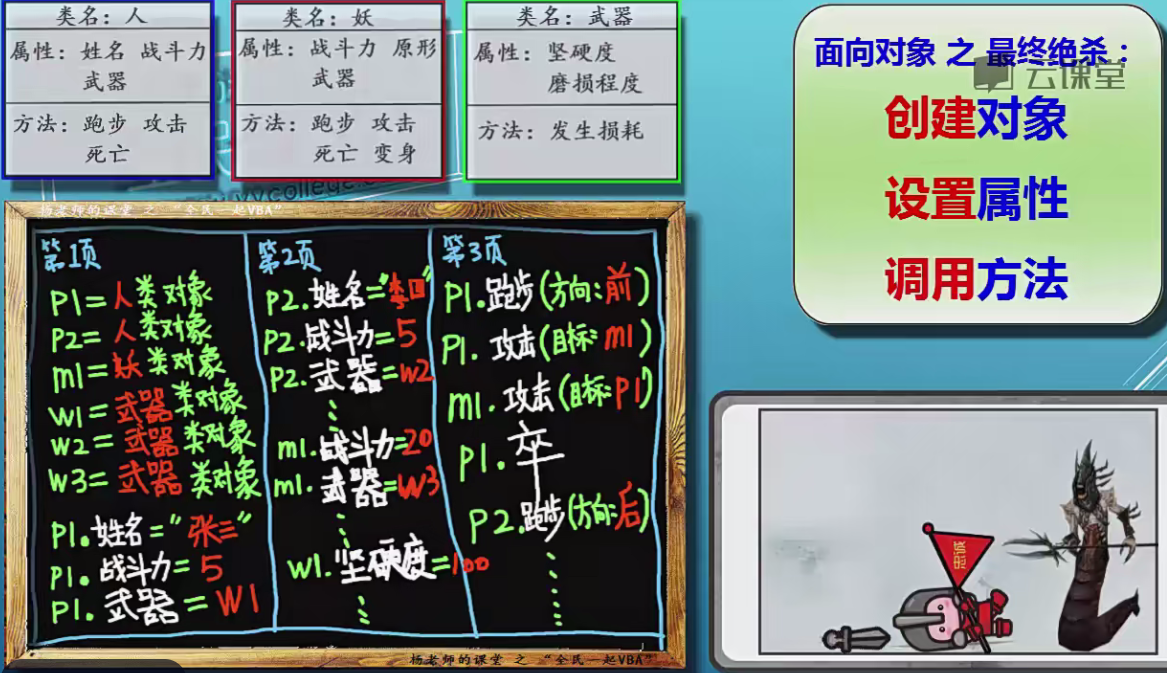 类名：人
属性：姓名 战斗力
武器
方法：跑步 攻击
死亡
类名：妖
属性：战斗力 原形
武器
方法：跑步 攻击
死亡 变身
类名：武器
属性：坚硬度
磨损程度
方法：发生损耗
面向对象 之 最终绝杀：
云课堂
创建对象
设置属性
调用方法
杨老师的课堂 之 “全民一起VBA”
第1页
P1=人类对象
P2=人类对象
m1=妖类对象
w1=武器类对象
w2=武器类对象
w3=武器类对象
P1.姓名="张三"
P1.战斗力=5
P1.武器=W1
第2页
P2.姓名="李四"
P2.战斗力=5
P2.武器=w2
m1.战斗力=20
m1.武器=W3
w1.坚硬度=100
第3页
P1.跑步(方向:前)
P1.攻击(目标:m1)
m1.攻击(目标:P1)
P1.卒
P2.跑步(方向:后)
杨老师的课堂 之 “全民一起VBA”